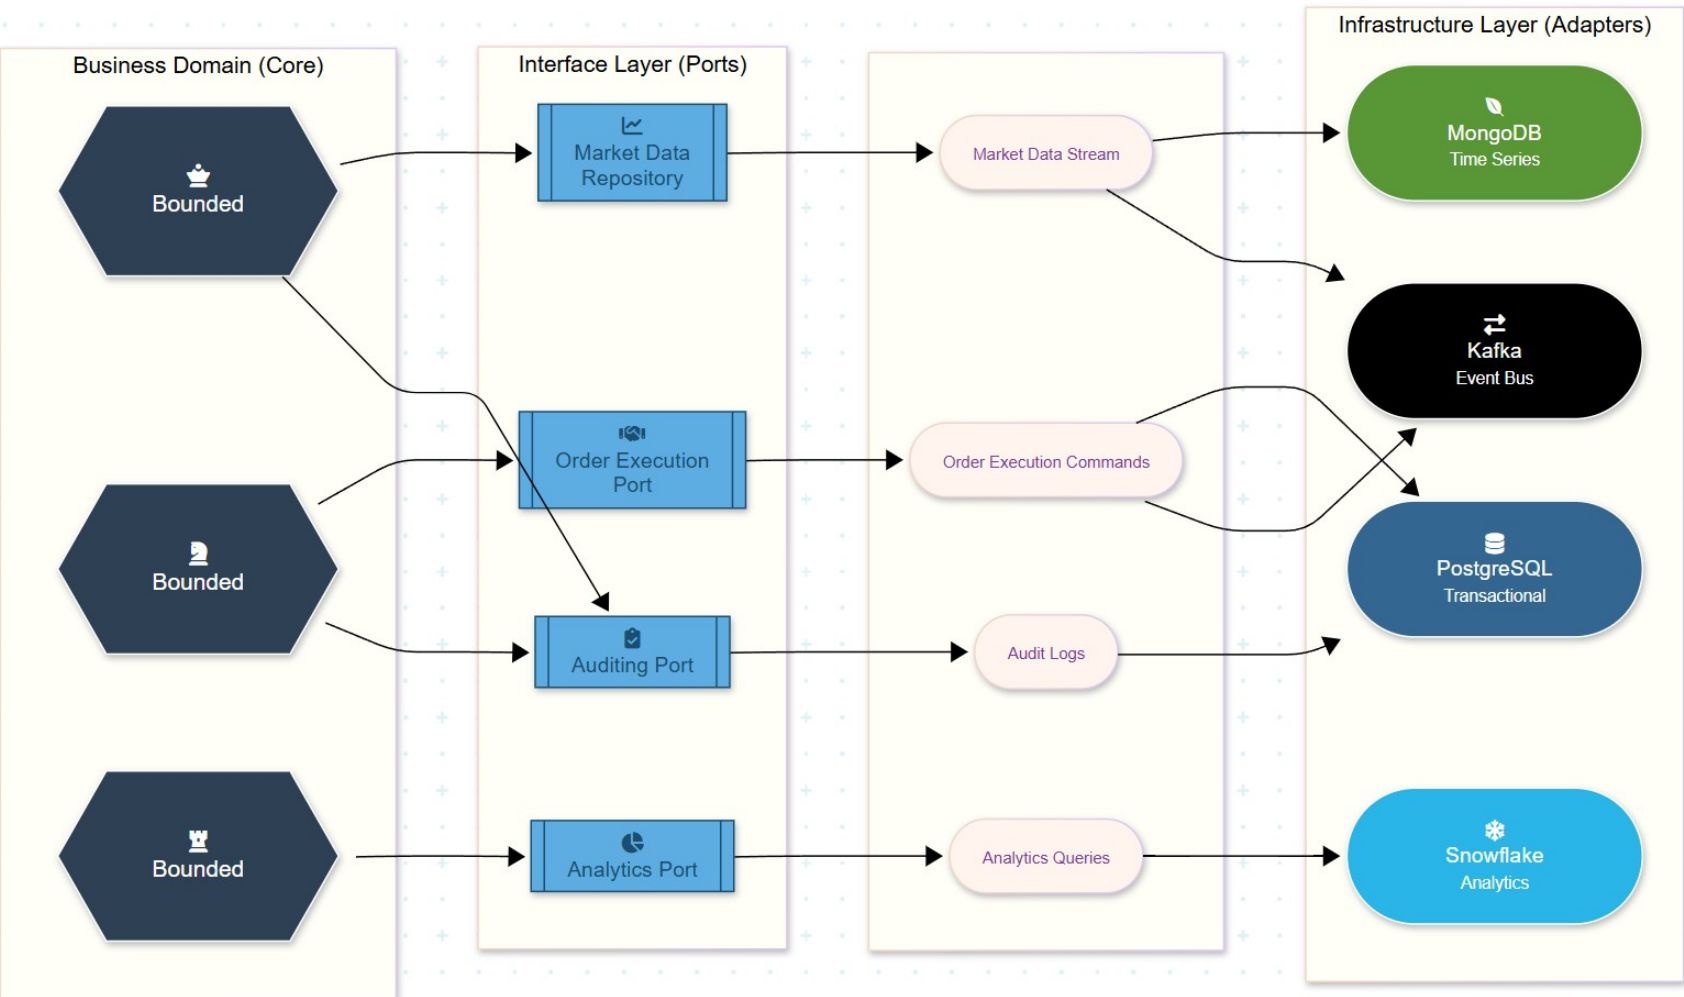 Business Domain (Core)
Bounded
Bounded
Bounded
Interface Layer (Ports)
Market Data
Repository
Order Execution
Port
Auditing Port
Analytics Port
Market Data Stream
Order Execution Commands
Audit Logs
Analytics Queries
Infrastructure Layer (Adapters)
MongoDB
Time Series
Kafka
Event Bus
PostgreSQL
Transactional
Snowflake
Analytics